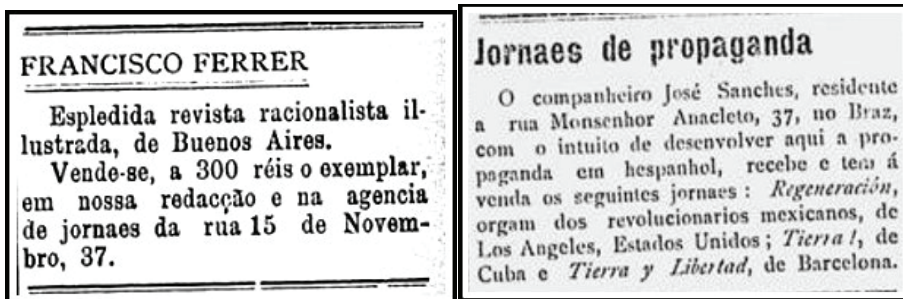 FRANCISCO FERRER
Espledida revista racionalista il-
lustrada, de Buenos Aires.
Vende-se, a 300 réis o exemplar,
em nossa redacção e na agencia
de jornaes da rua 15 de Novem-
bro, 37.
Jornaes de propaganda
O companheiro José Sanches, residente
a rua Monsenhor Anacleto, 37, no Braz,
com o intuito de desenvolver aqui a pro-
paganda em hespanhol, recebe e tem á
venda os seguintes jornaes : Regeneración,
orgam dos revolucionarios mexicanos, de
Los Angeles, Estados Unidos ; Tierra !, de
Cuba e Tierra y Libertad, de Barcelona.